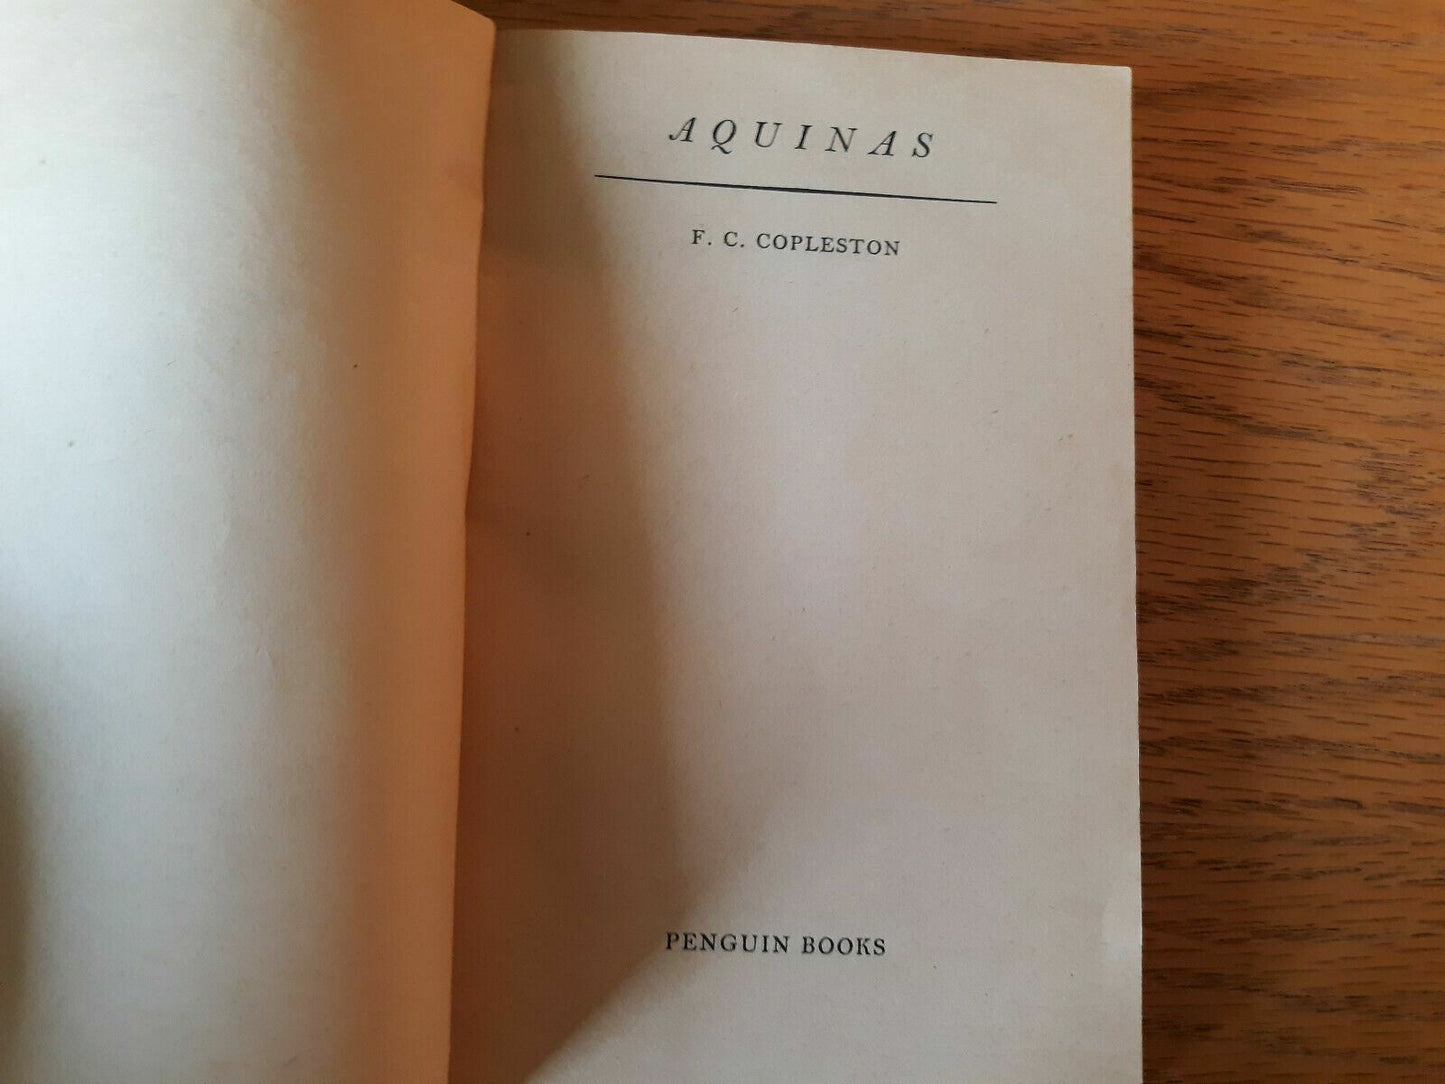 AQUINAS
F. C. COPLESTON
PENGUIN BOOKS